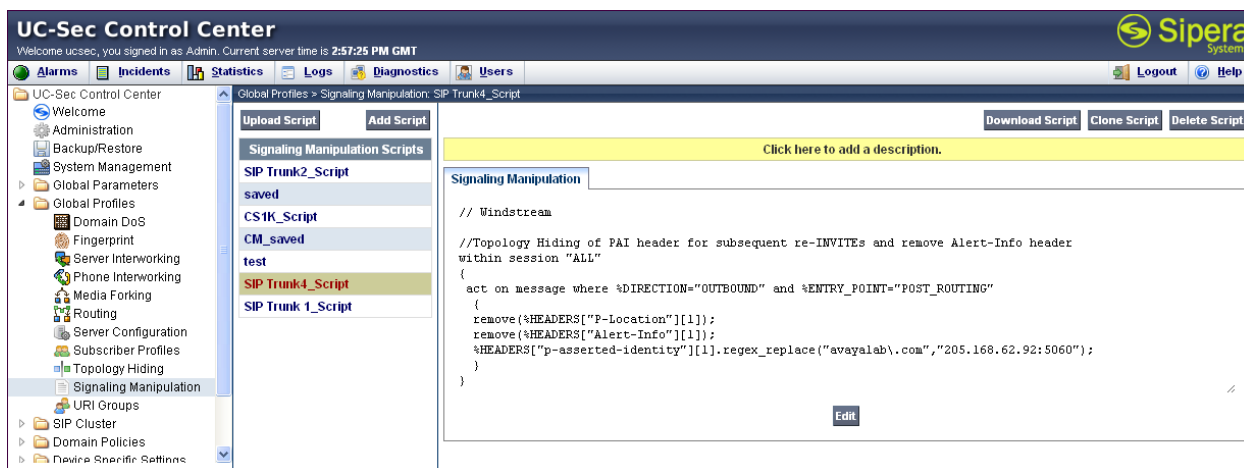 UC-Sec Control Center
Welcome ucsec, you signed in as Admin. Current server time is 2:57:25 PM GMT
Sipera
Systems
Alarms Incidents Statistics Logs Diagnostics Users Logout Help
UC-Sec Control Center
Welcome
Administration
Backup/Restore
System Management
Global Parameters
Global Profiles
Domain DoS
Fingerprint
Server Interworking
Phone Interworking
Media Forking
Routing
Server Configuration
Subscriber Profiles
Topology Hiding
Signaling Manipulation
URI Groups
SIP Cluster
Domain Policies
Device Specific Settings
Global Profiles > Signaling Manipulation: SIP Trunk4_Script
Upload Script Add Script
Signaling Manipulation Scripts
SIP Trunk2_Script
saved
CS1K_Script
CM_saved
test
SIP Trunk4_Script
SIP Trunk 1_Script
Download Script Clone Script Delete Script
Click here to add a description.
Signaling Manipulation
// Windstream
//Topology Hiding of PAI header for subsequent re-INVITEs and remove Alert-Info header
within session "ALL"
{
act on message where %DIRECTION="OUTBOUND" and %ENTRY_POINT="POST_ROUTING"
{
remove(%HEADERS["P-Location"][1]);
remove(%HEADERS["Alert-Info"][1]);
%HEADERS["p-asserted-identity"][1].regex_replace("avayalab\.com","205.168.62.92:5060");
}
}
Edit